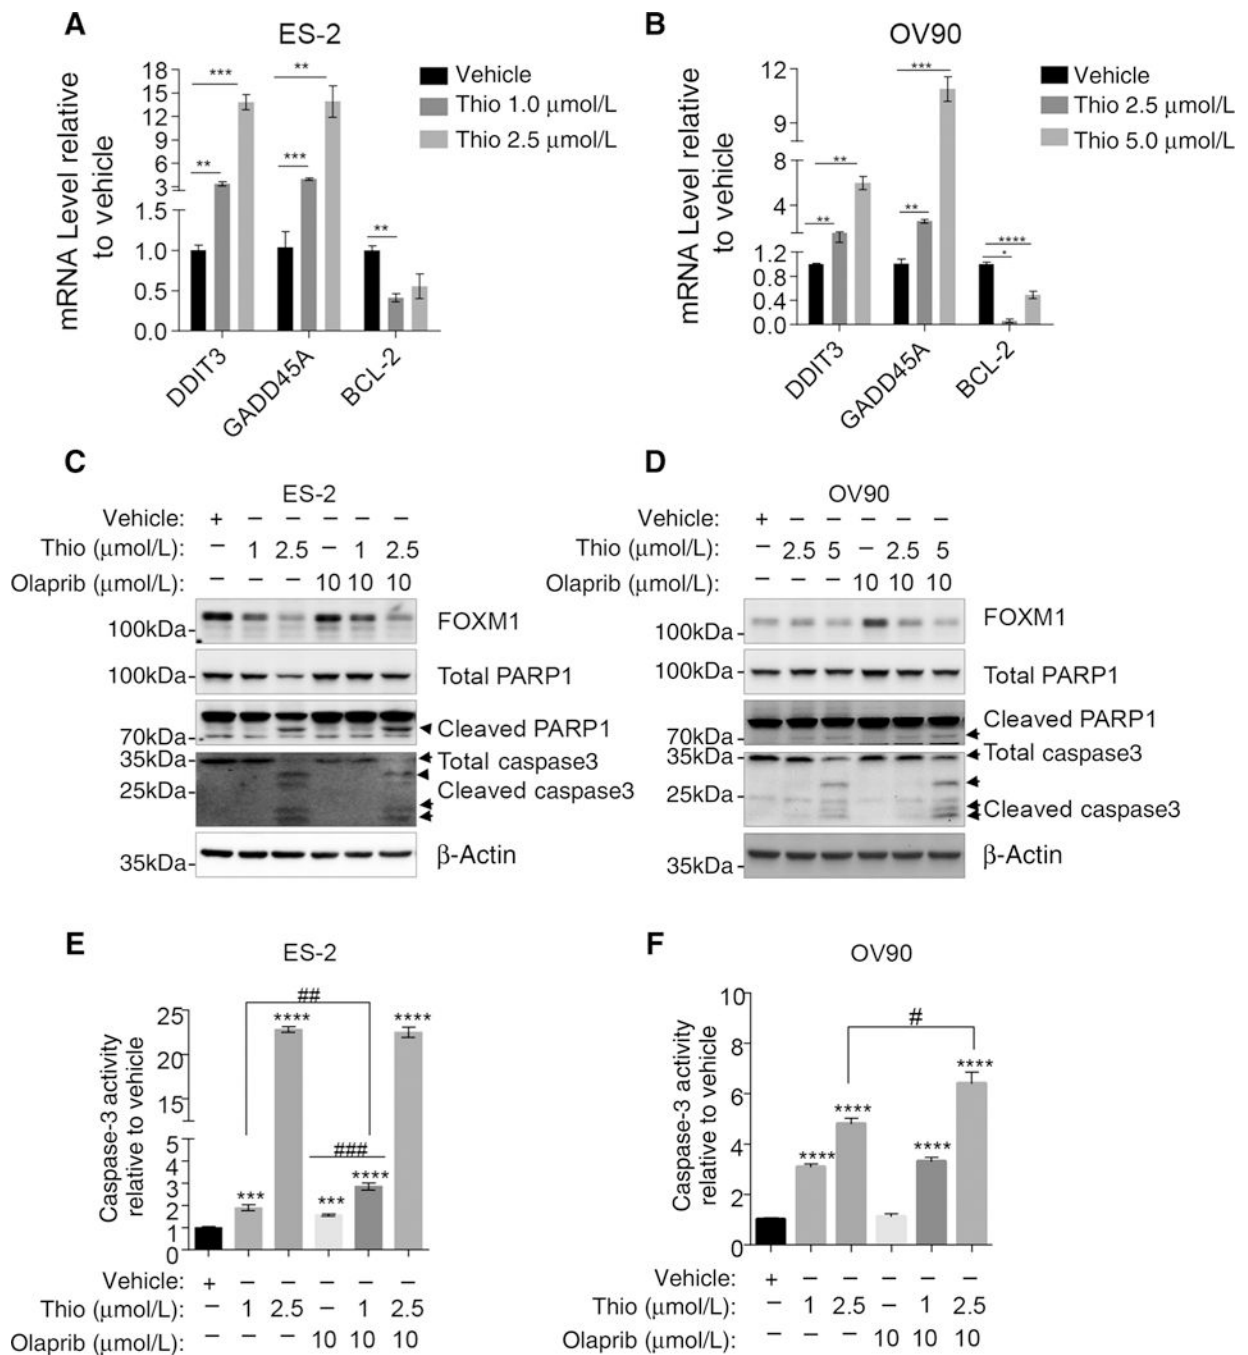 A
ES-2
mRNA Level relative
to vehicle
18
15
12
9
6
3
1.5
1.0
0.5
0.0
***
**
**
***
**
DDIT3
GADD45A
BCL-2
Vehicle
Thio 1.0 μmol/L
Thio 2.5 μmol/L
B
OV90
mRNA Level relative
to vehicle
12
9
8
6
4
2
1.2
0.8
0.4
0.0
***
**
**
**
****
*
DDIT3
GADD45A
BCL-2
Vehicle
Thio 2.5 μmol/L
Thio 5.0 μmol/L
C
ES-2
Vehicle: + – – – – –
Thio (μmol/L): – 1 2.5 – 1 2.5
Olaprib (μmol/L): – – – 10 10 10
100kDa FOXM1
100kDa Total PARP1
Cleaved PARP1
70kDa
35kDa Total caspase3
25kDa Cleaved caspase3
35kDa β-Actin
D
OV90
Vehicle: + – – – – –
Thio (μmol/L): – 2.5 5 – 2.5 5
Olaprib (μmol/L): – – – 10 10 10
100kDa FOXM1
100kDa Total PARP1
Cleaved PARP1
70kDa
35kDa Total caspase3
25kDa
Cleaved caspase3
35kDa β-Actin
E
ES-2
Caspase-3 activity
relative to vehicle
25
20
15
5
4
3
2
1
0
##
****
****
###
***
***
****
Vehicle: + – – – – –
Thio (μmol/L): – 1 2.5 – 1 2.5
Olaprib (μmol/L): – – – 10 10 10
F
OV90
Caspase-3 activity
relative to vehicle
10
8
6
4
2
0
#
****
****
****
****
Vehicle: + – – – – –
Thio (μmol/L): – 1 2.5 – 1 2.5
Olaprib (μmol/L): – – – 10 10 10